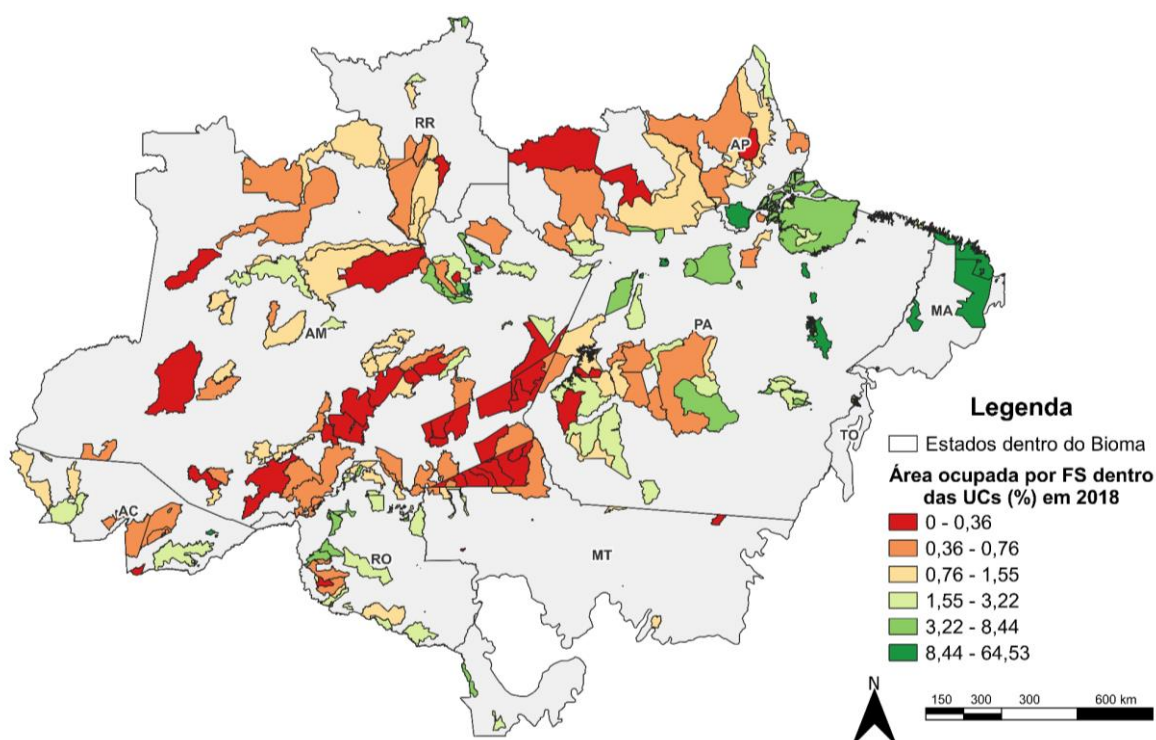 RR
AP
AM
PA
MA
TO
AC
RO
MT
Legenda
Estados dentro do Bioma
Área ocupada por FS dentro
das UCs (%) em 2018
0 - 0,36
0,36 - 0,76
0,76 - 1,55
1,55 - 3,22
3,22 - 8,44
8,44 - 64,53
N
150 300 300 600 km